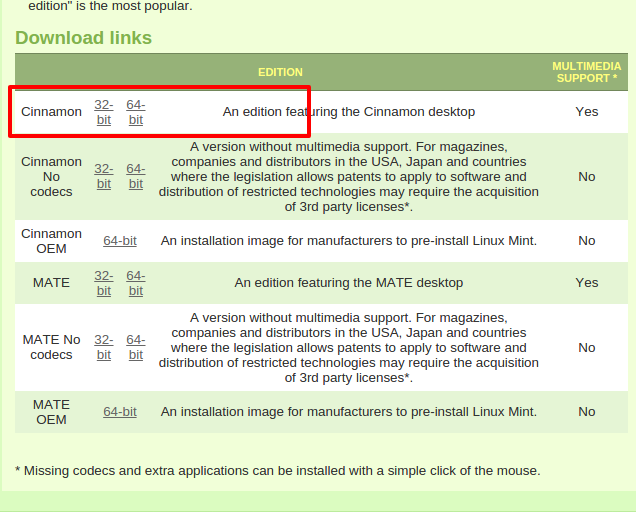 edition" is the most popular.
Download links
EDITION MULTIMEDIA SUPPORT *
Cinnamon 32-bit 64-bit An edition featuring the Cinnamon desktop Yes
Cinnamon No codecs 32-bit 64-bit A version without multimedia support. For magazines,
companies and distributors in the USA, Japan and countries
where the legislation allows patents to apply to software and
distribution of restricted technologies may require the acquisition
of 3rd party licenses*. No
Cinnamon OEM 64-bit An installation image for manufacturers to pre-install Linux Mint. No
MATE 32-bit 64-bit An edition featuring the MATE desktop Yes
MATE No codecs 32-bit 64-bit A version without multimedia support. For magazines,
companies and distributors in the USA, Japan and countries
where the legislation allows patents to apply to software and
distribution of restricted technologies may require the acquisition
of 3rd party licenses*. No
MATE OEM 64-bit An installation image for manufacturers to pre-install Linux Mint. No
* Missing codecs and extra applications can be installed with a simple click of the mouse.